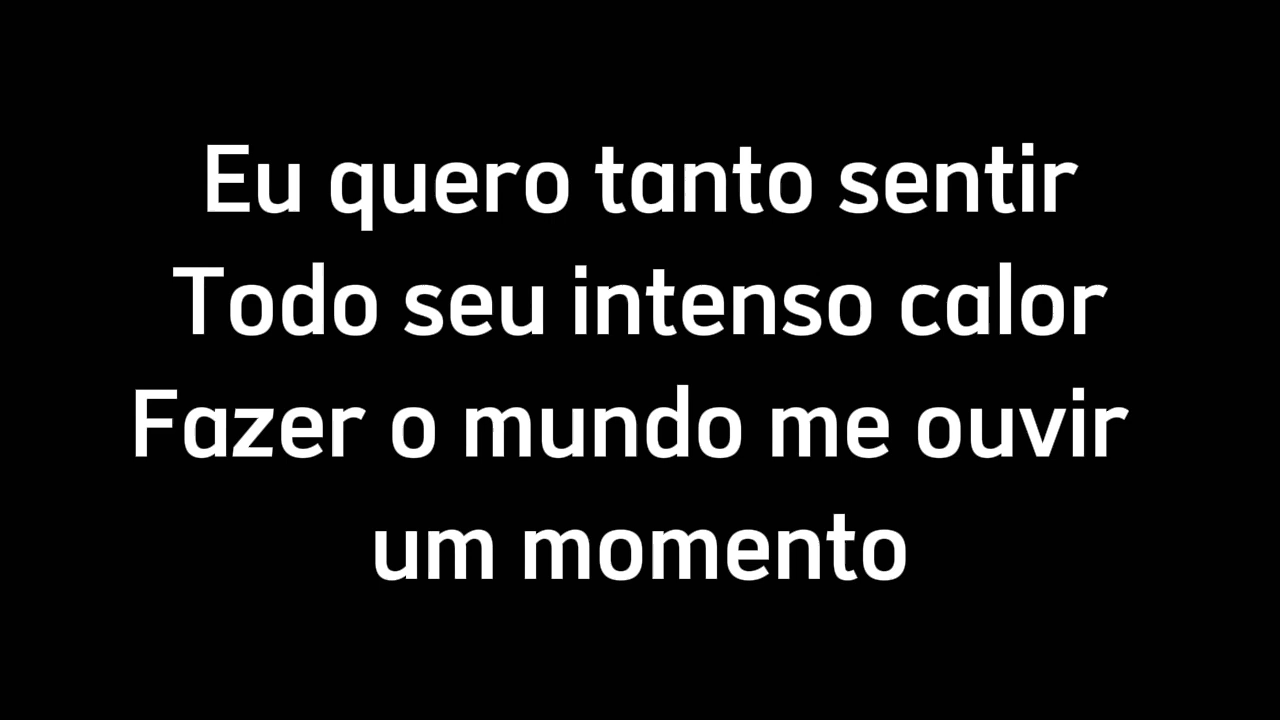 Eu quero tanto sentir
Todo seu intenso calor
Fazer o mundo me ouvir
um momento